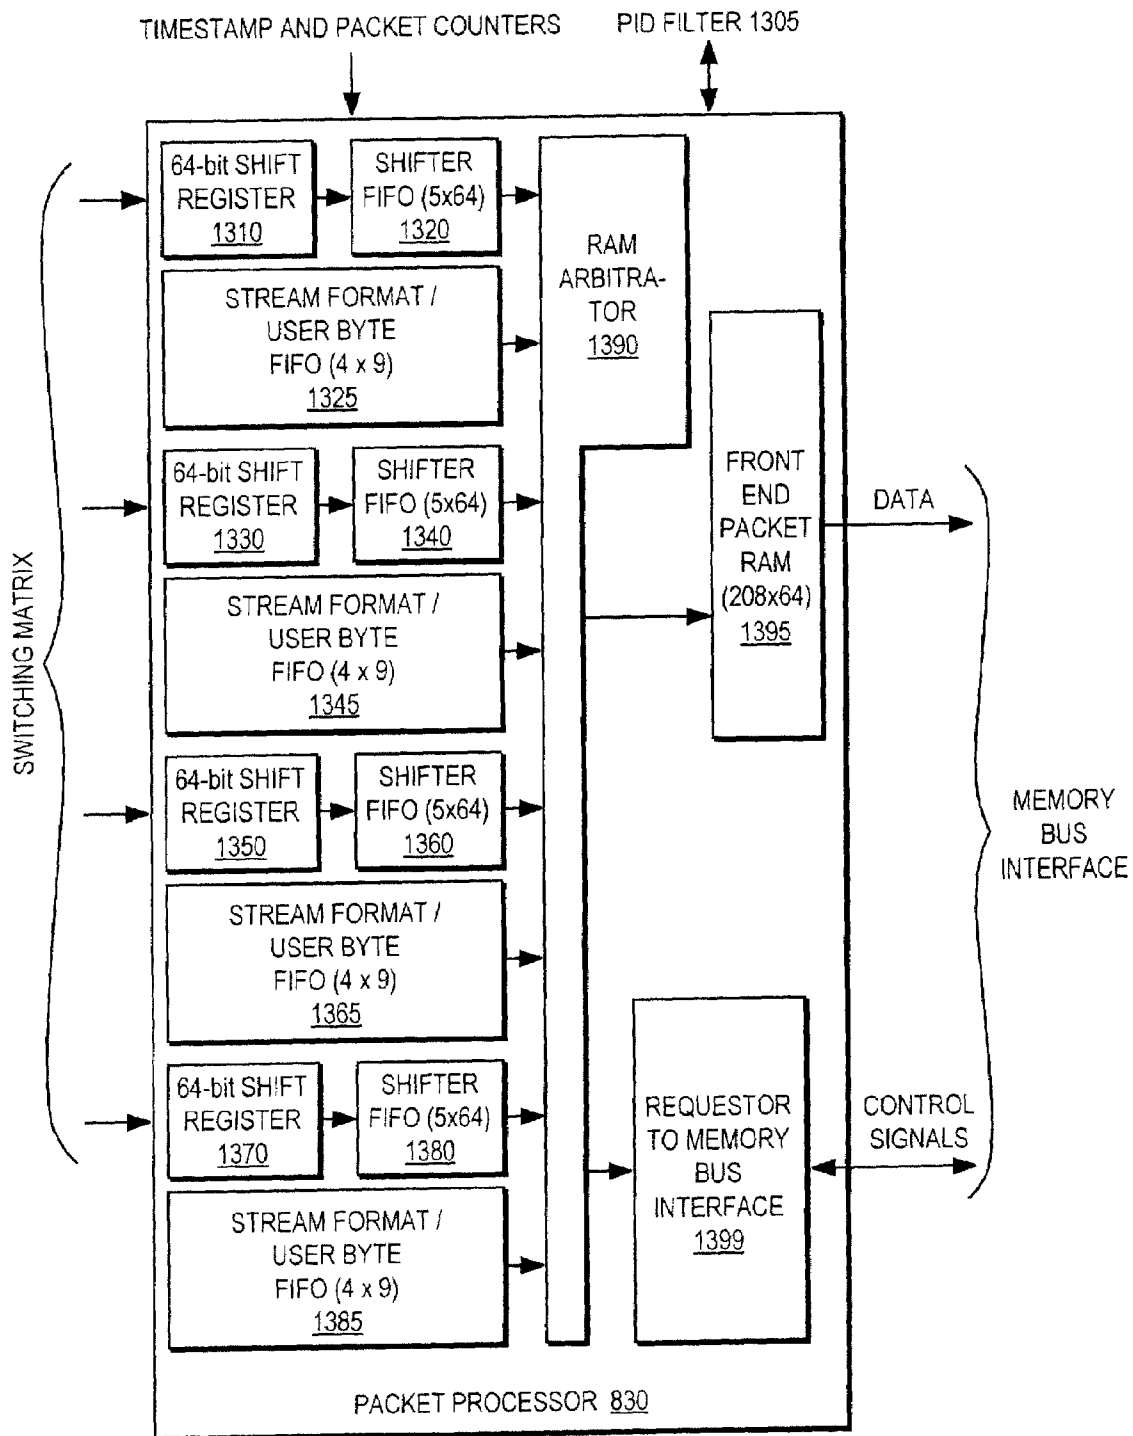 TIMESTAMP AND PACKET COUNTERS
PID FILTER 1305
SWITCHING MATRIX
64-bit SHIFT
REGISTER
1310
SHIFTER
FIFO (5x64)
1320
STREAM FORMAT /
USER BYTE
FIFO (4 x 9)
1325
64-bit SHIFT
REGISTER
1330
SHIFTER
FIFO (5x64)
1340
STREAM FORMAT /
USER BYTE
FIFO (4 x 9)
1345
64-bit SHIFT
REGISTER
1350
SHIFTER
FIFO (5x64)
1360
STREAM FORMAT /
USER BYTE
FIFO (4 x 9)
1365
64-bit SHIFT
REGISTER
1370
SHIFTER
FIFO (5x64)
1380
STREAM FORMAT /
USER BYTE
FIFO (4 x 9)
1385
RAM
ARBITRA-
TOR
1390
FRONT
END
PACKET
RAM
(208x64)
1395
DATA
REQUESTOR
TO MEMORY
BUS
INTERFACE
1399
CONTROL
SIGNALS
MEMORY
BUS
INTERFACE
PACKET PROCESSOR 830